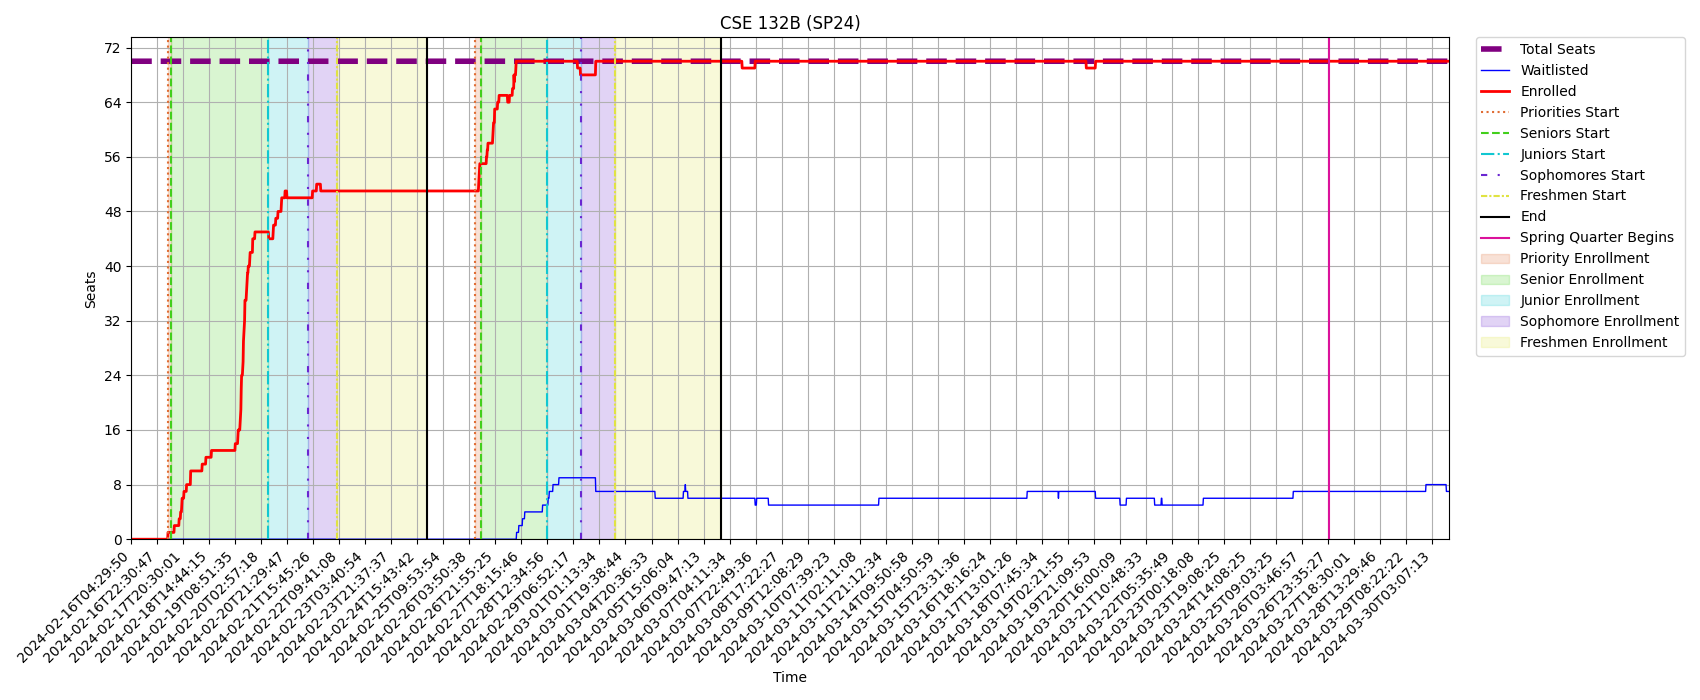 CSE 132B (SP24)
Seats
72
64
56
48
40
32
24
16
8
0
2024-02-16T04:29:50
2024-02-16T22:30:47
2024-02-17T20:30:01
2024-02-18T14:44:15
2024-02-19T08:51:35
2024-02-20T02:57:18
2024-02-20T21:29:47
2024-02-21T15:45:26
2024-02-22T09:41:08
2024-02-23T03:40:54
2024-02-23T21:37:37
2024-02-24T15:43:42
2024-02-25T09:53:54
2024-02-26T03:50:38
2024-02-26T21:55:25
2024-02-27T18:15:46
2024-02-28T12:34:56
2024-02-29T06:52:17
2024-03-01T01:13:34
2024-03-01T19:38:44
2024-03-04T20:36:33
2024-03-05T15:06:04
2024-03-06T09:47:13
2024-03-07T04:11:34
2024-03-07T22:49:36
2024-03-08T17:22:27
2024-03-09T12:08:29
2024-03-10T07:39:23
2024-03-11T02:11:08
2024-03-11T21:12:34
2024-03-14T09:50:58
2024-03-15T04:50:59
2024-03-15T23:31:36
2024-03-16T18:16:24
2024-03-17T13:01:26
2024-03-18T07:45:34
2024-03-19T02:21:55
2024-03-19T21:09:53
2024-03-20T16:00:09
2024-03-21T10:48:33
2024-03-22T05:35:49
2024-03-23T00:18:08
2024-03-23T19:08:25
2024-03-24T14:08:25
2024-03-25T09:03:25
2024-03-26T03:46:57
2024-03-26T23:35:27
2024-03-27T18:30:01
2024-03-28T13:29:46
2024-03-29T08:22:22
2024-03-30T03:07:13
Time
Total Seats
Waitlisted
Enrolled
Priorities Start
Seniors Start
Juniors Start
Sophomores Start
Freshmen Start
End
Spring Quarter Begins
Priority Enrollment
Senior Enrollment
Junior Enrollment
Sophomore Enrollment
Freshmen Enrollment